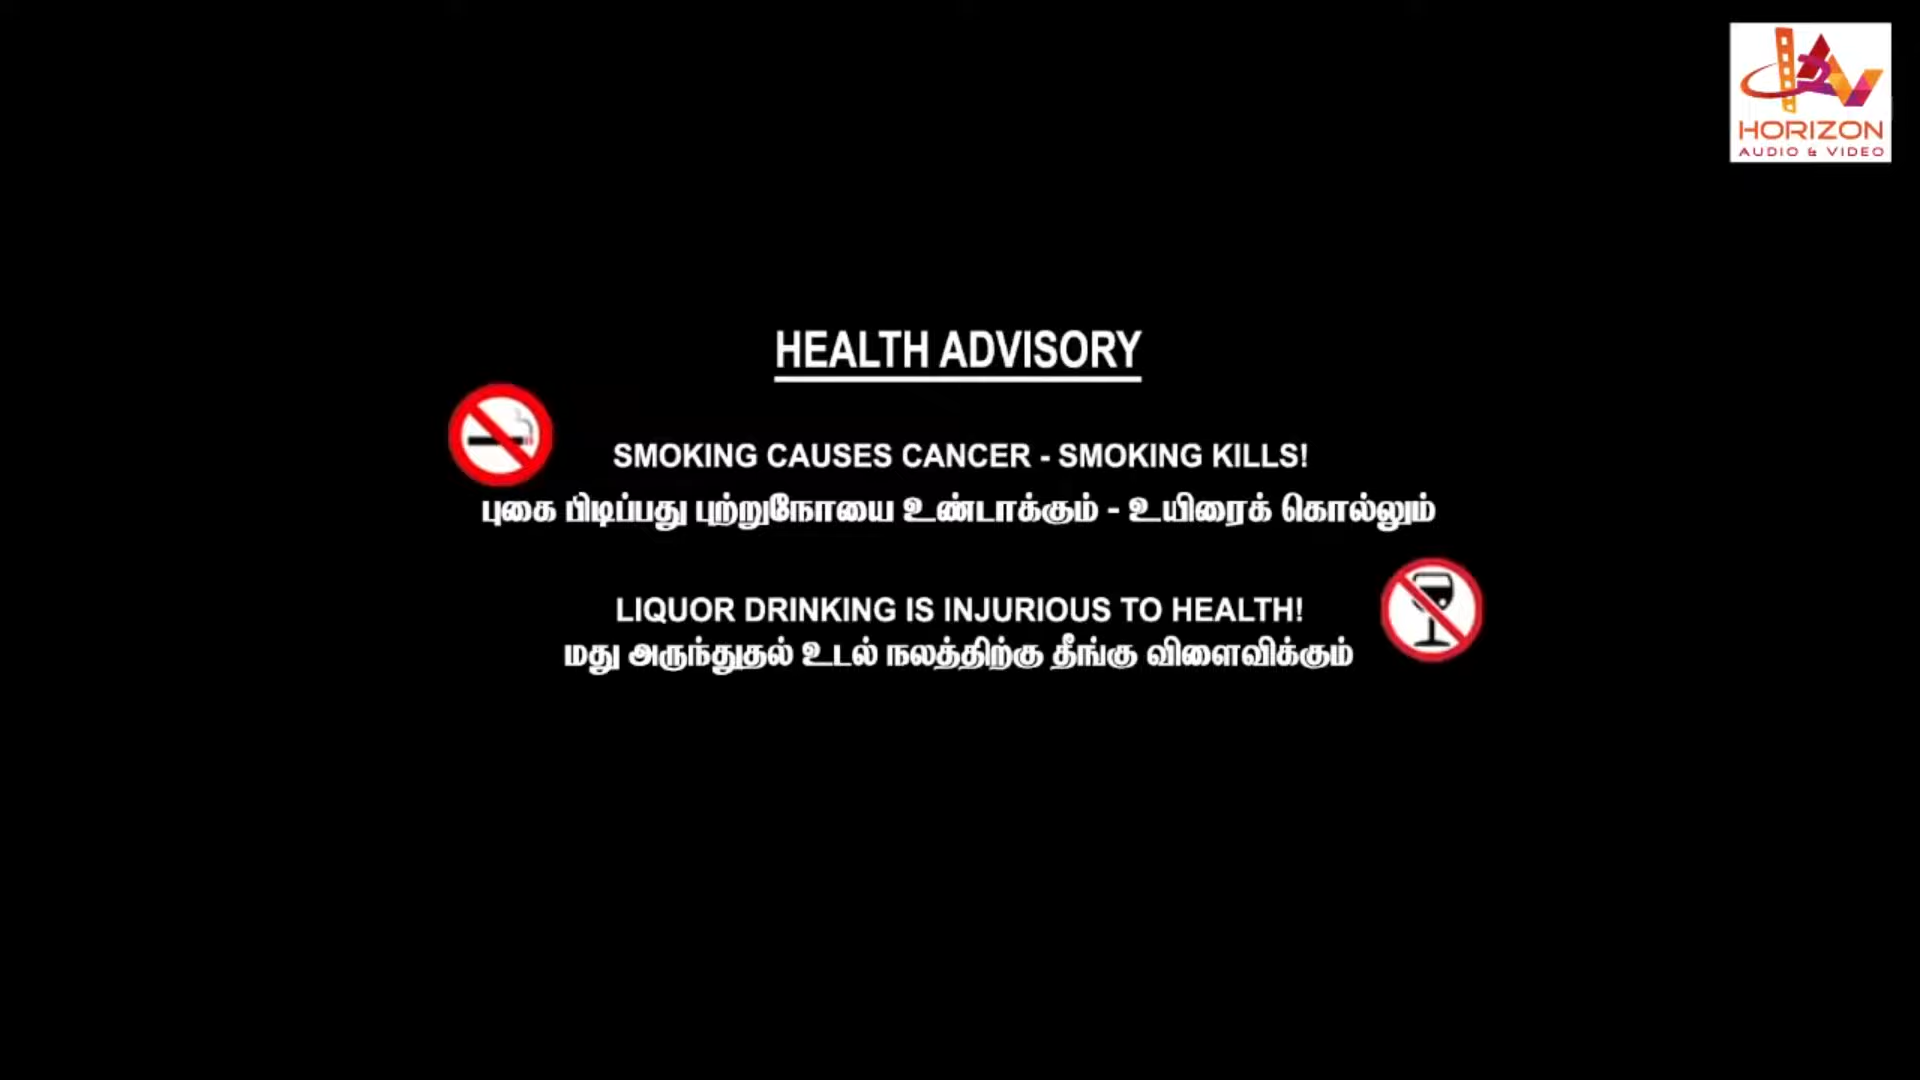 HORIZON
AUDIO & VIDEO
HEALTH ADVISORY
SMOKING CAUSES CANCER - SMOKING KILLS!
புகை பிடிப்பது புற்றுநோயை உண்டாக்கும் - உயிரைக் கொல்லும்
LIQUOR DRINKING IS INJURIOUS TO HEALTH!
மது அருந்துதல் உடல் நலத்திற்கு தீங்கு விளைவிக்கும்